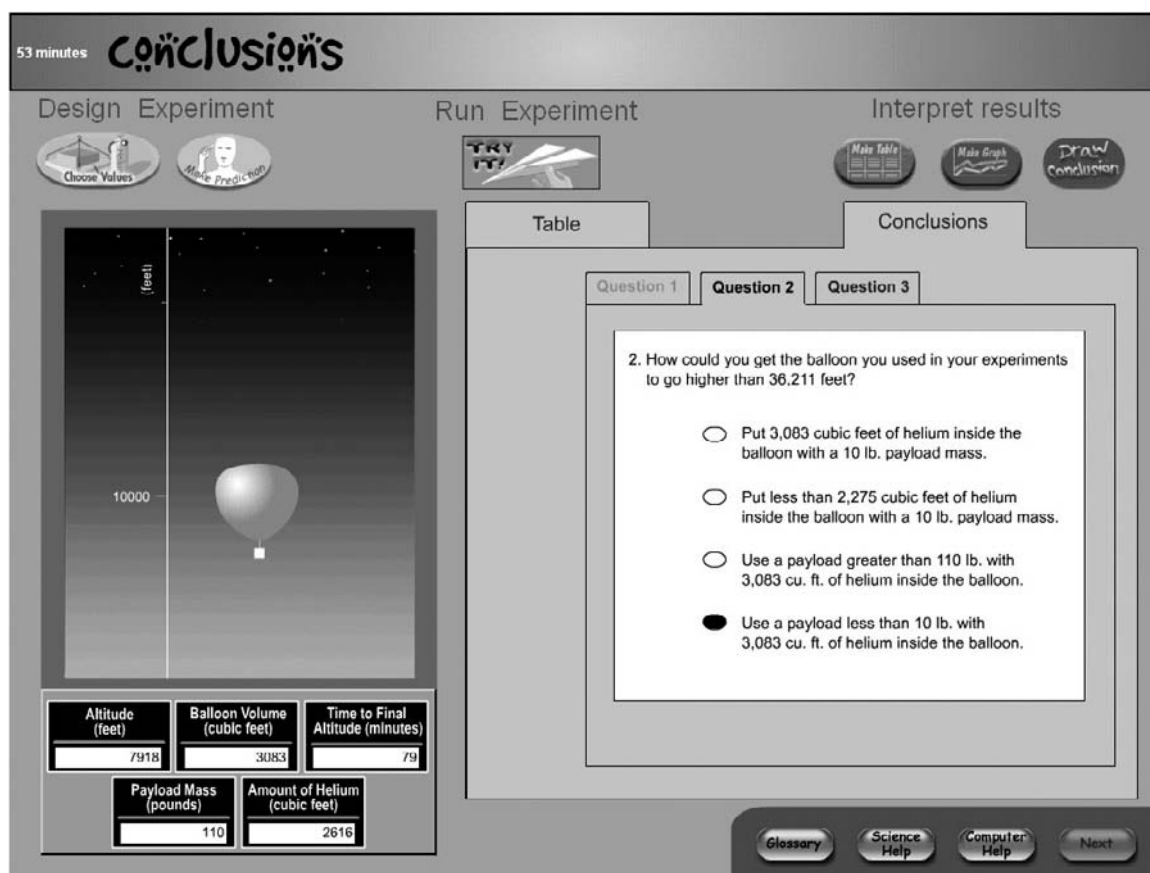 53 minutes
Conclusions
Design Experiment
Run Experiment
Interpret results
Choose Values
Make Prediction
TRY
IT!
Make Table
Make Graph
Draw
Conclusion
Table
Conclusions
(feet)
10000
Question 1
Question 2
Question 3
2. How could you get the balloon you used in your experiments
to go higher than 36,211 feet?
Put 3,083 cubic feet of helium inside the
balloon with a 10 lb. payload mass.
Put less than 2,275 cubic feet of helium
inside the balloon with a 10 lb. payload mass.
Use a payload greater than 110 lb. with
3,083 cu. ft. of helium inside the balloon.
Use a payload less than 10 lb. with
3,083 cu. ft. of helium inside the balloon.
Altitude
(feet)
7918
Balloon Volume
(cubic feet)
3083
Time to Final
Altitude (minutes)
79
Payload Mass
(pounds)
110
Amount of Helium
(cubic feet)
2616
Glossary
Science
Help
Computer
Help
Next